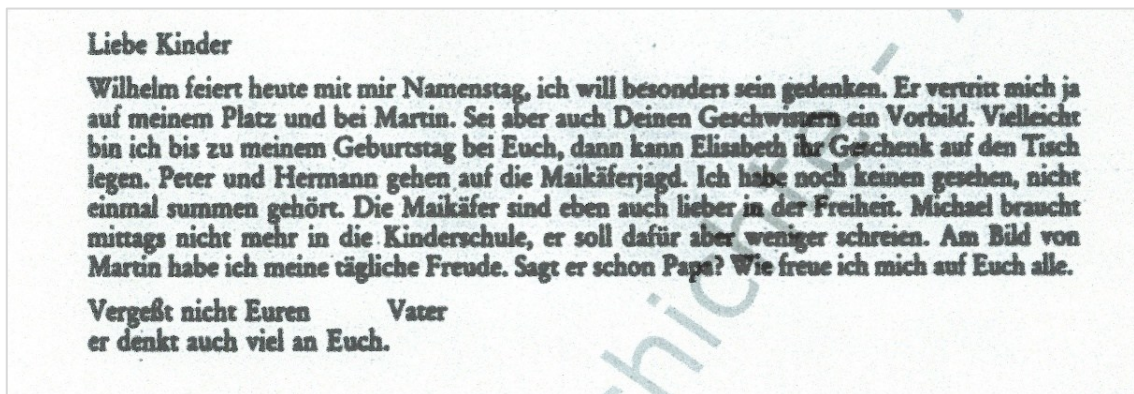 Liebe Kinder
Wilhelm feiert heute mit mir Namenstag, ich will besonders sein gedenken. Er vertritt mich ja
auf meinem Platz und bei Martin. Sei aber auch Deinen Geschwistern ein Vorbild. Vielleicht
bin ich bis zu meinem Geburtstag bei Euch, dann kann Elisabeth ihr Geschenk auf den Tisch
legen. Peter und Hermann gehen auf die Maikäferjagd. Ich habe noch keinen gesehen, nicht
einmal summen gehört. Die Maikäfer sind eben auch lieber in der Freiheit. Michael braucht
mittags nicht mehr in die Kinderschule, er soll dafür aber weniger schreien. Am Bild von
Martin habe ich meine tägliche Freude. Sagt er schon Papa? Wie freue ich mich auf Euch alle.
Vergeßt nicht Euren Vater
er denkt auch viel an Euch.